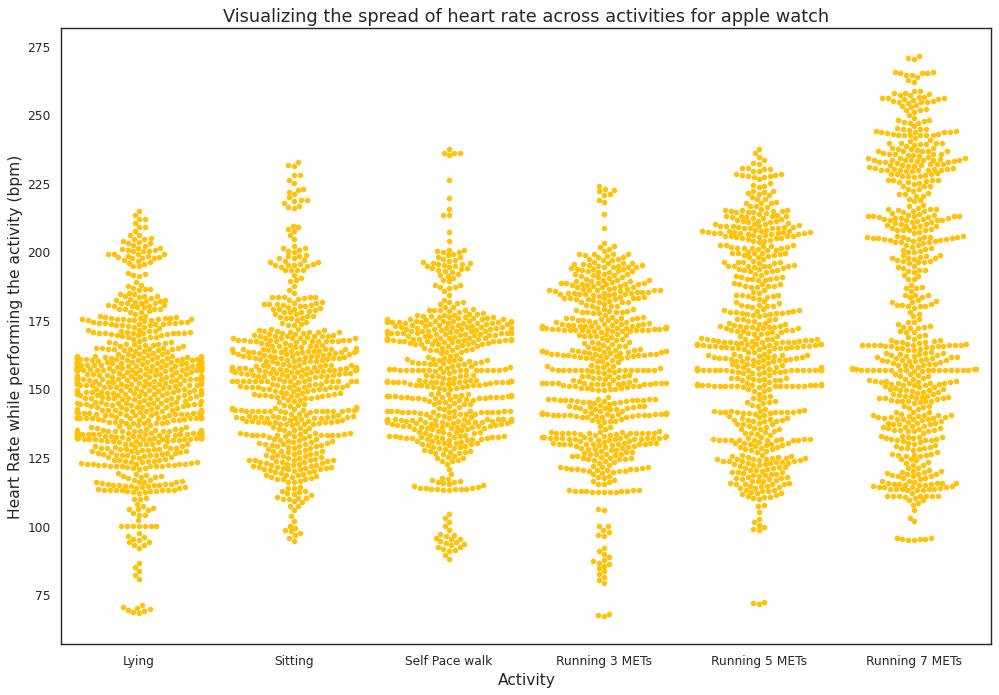 Visualizing the spread of heart rate across activities for apple watch
275
250
225
200
175
150
125
100
75
Heart Rate while performing the activity (bpm)
Lying
Sitting
Self Pace walk
Running 3 METs
Running 5 METs
Running 7 METs
Activity